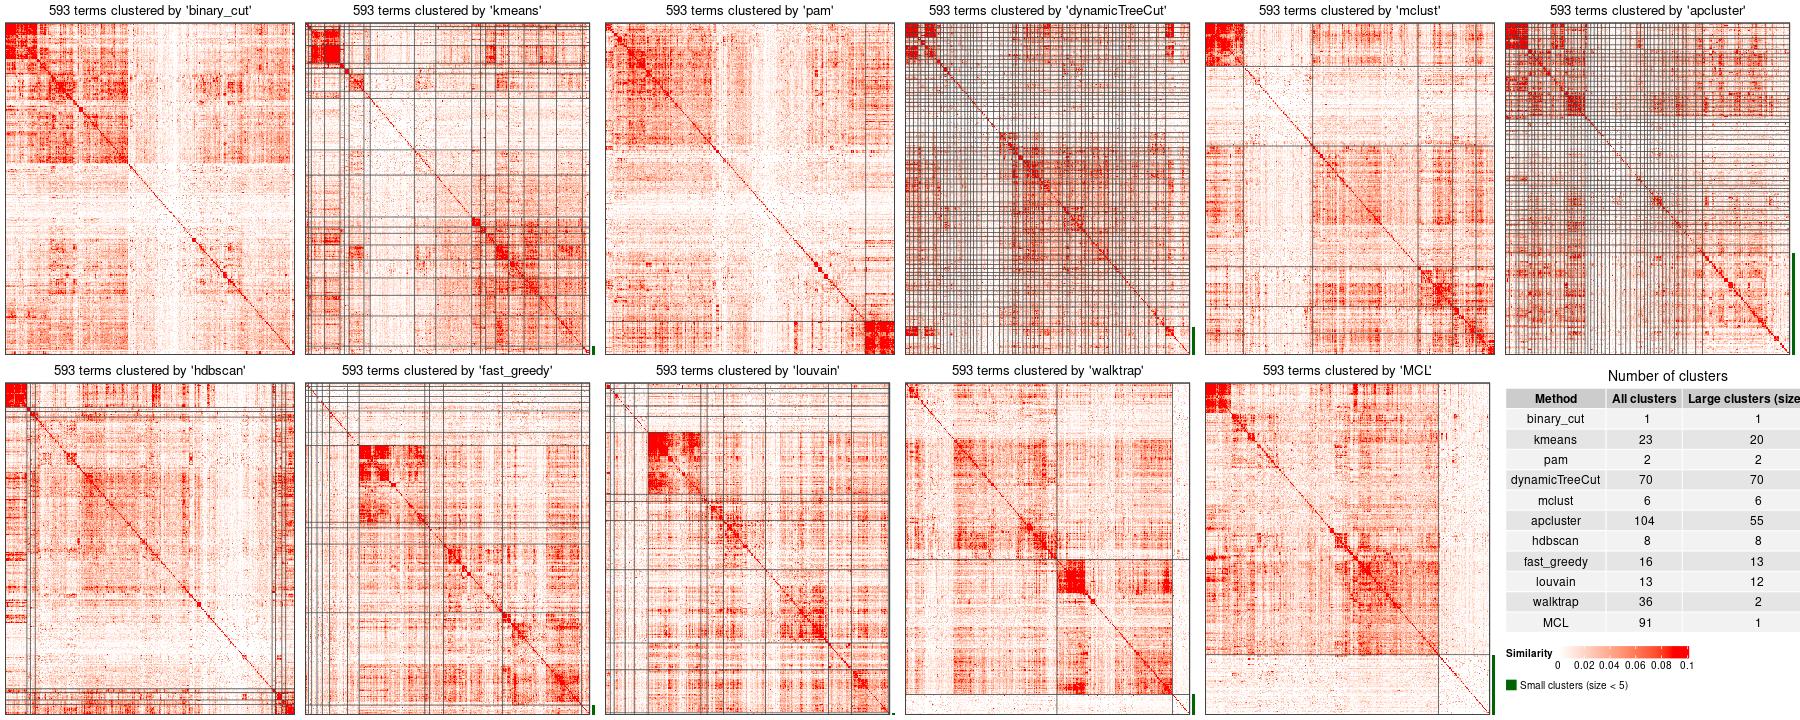 593 terms clustered by 'binary_cut'
593 terms clustered by 'kmeans'
593 terms clustered by 'pam'
593 terms clustered by 'dynamicTreeCut'
593 terms clustered by 'mclust'
593 terms clustered by 'apcluster'
593 terms clustered by 'hdbscan'
593 terms clustered by 'fast_greedy'
593 terms clustered by 'louvain'
593 terms clustered by 'walktrap'
593 terms clustered by 'MCL'
Number of clusters
Method All clusters Large clusters (size
binary_cut 1 1
kmeans 23 20
pam 2 2
dynamicTreeCut 70 70
mclust 6 6
apcluster 104 55
hdbscan 8 8
fast_greedy 16 13
louvain 13 12
walktrap 36 2
MCL 91 1
Similarity
0 0.02 0.04 0.06 0.08 0.1
Small clusters (size < 5)